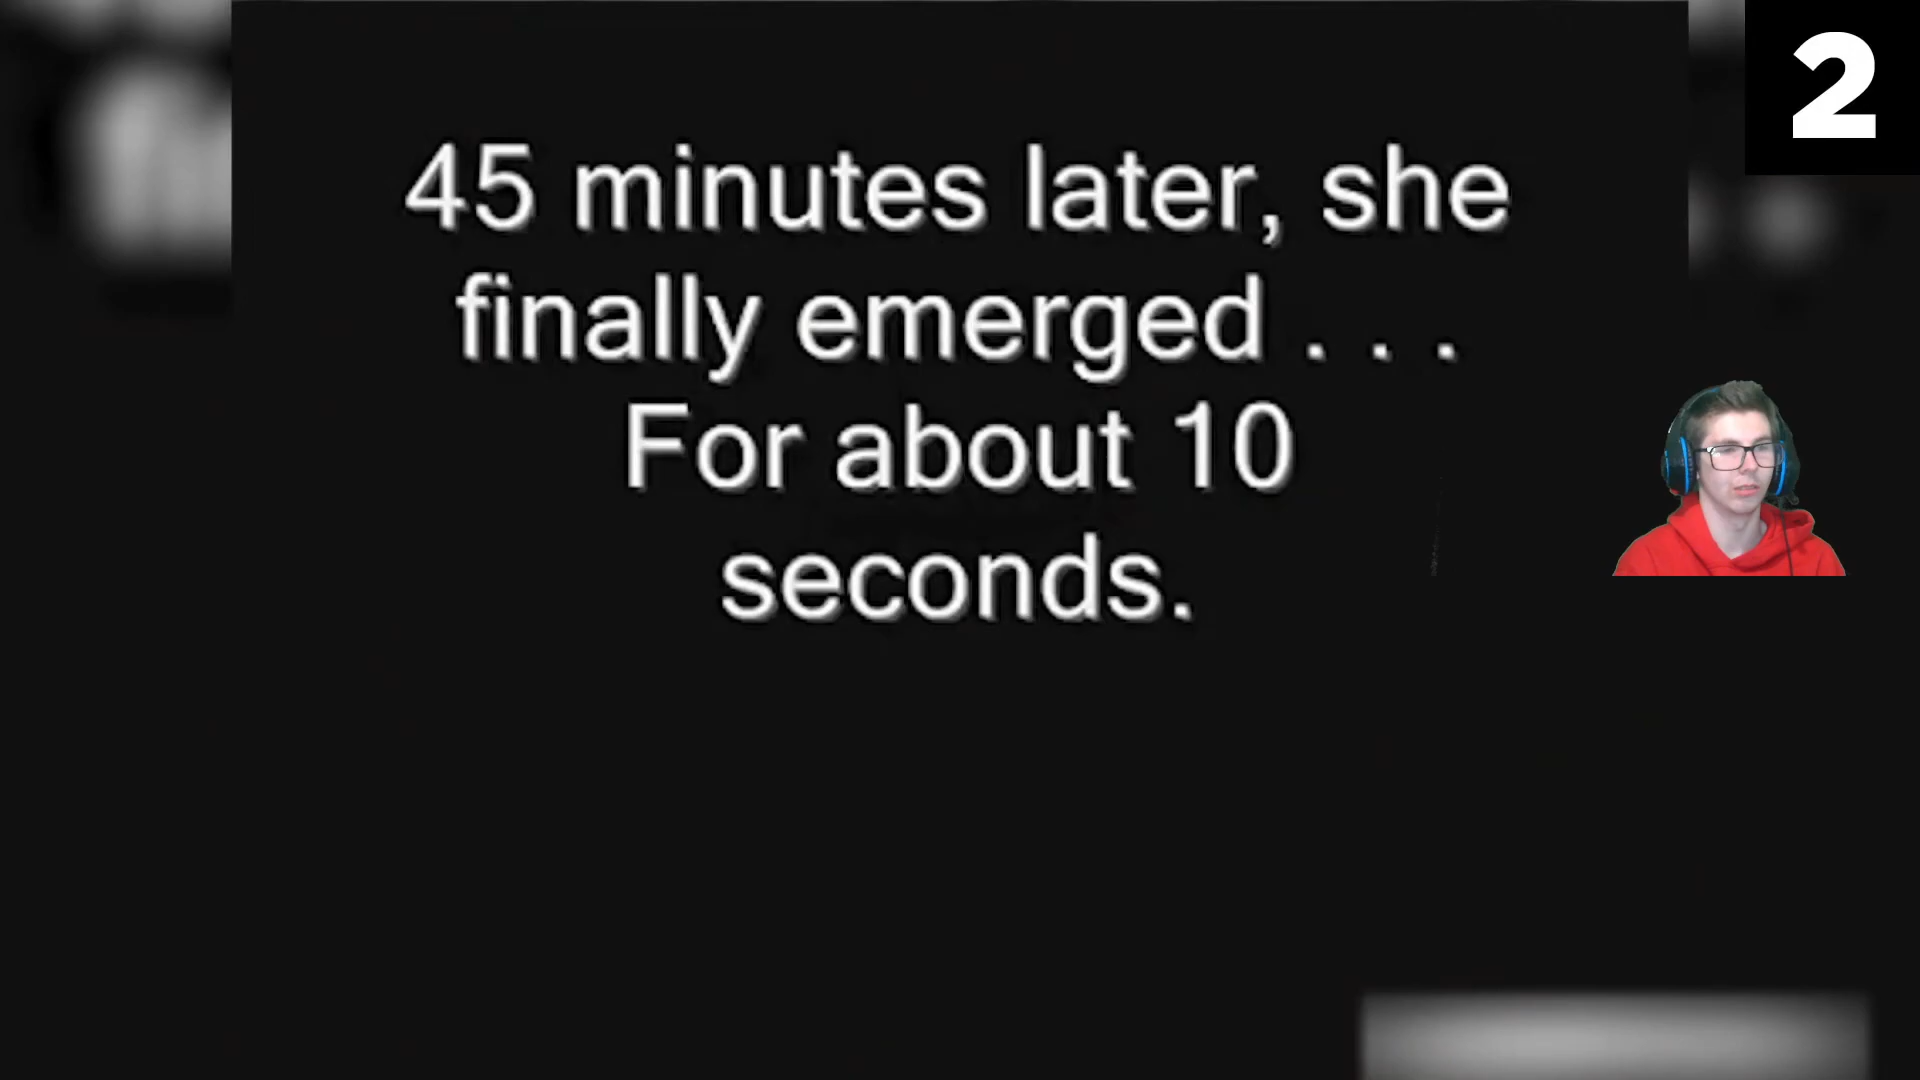 2
45 minutes later, she
finally emerged . . .
For about 10
seconds.